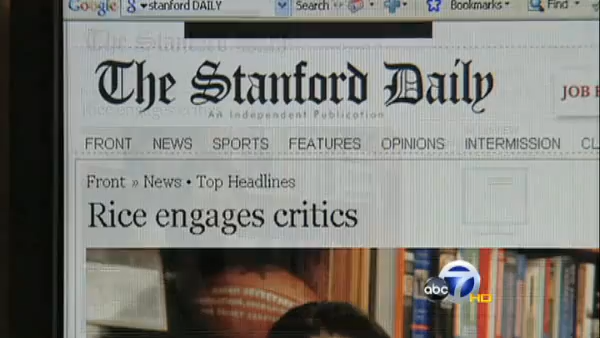 Google stanford DAILY Search Bookmarks Find
The Stanford Daily
An Independent Publication
JOB
FRONT NEWS SPORTS FEATURES OPINIONS INTERMISSION CL
Front » News • Top Headlines
Rice engages critics
abc 7 HD